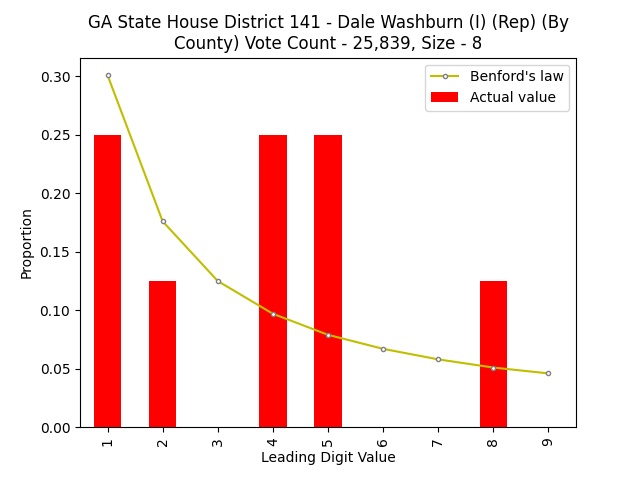 GA State House District 141 - Dale Washburn (I) (Rep) (By
County) Vote Count - 25,839, Size - 8
Benford's law
Actual value
0.30
0.25
0.20
0.15
0.10
0.05
0.00
Proportion
1 2 3 4 5 6 7 8 9
Leading Digit Value